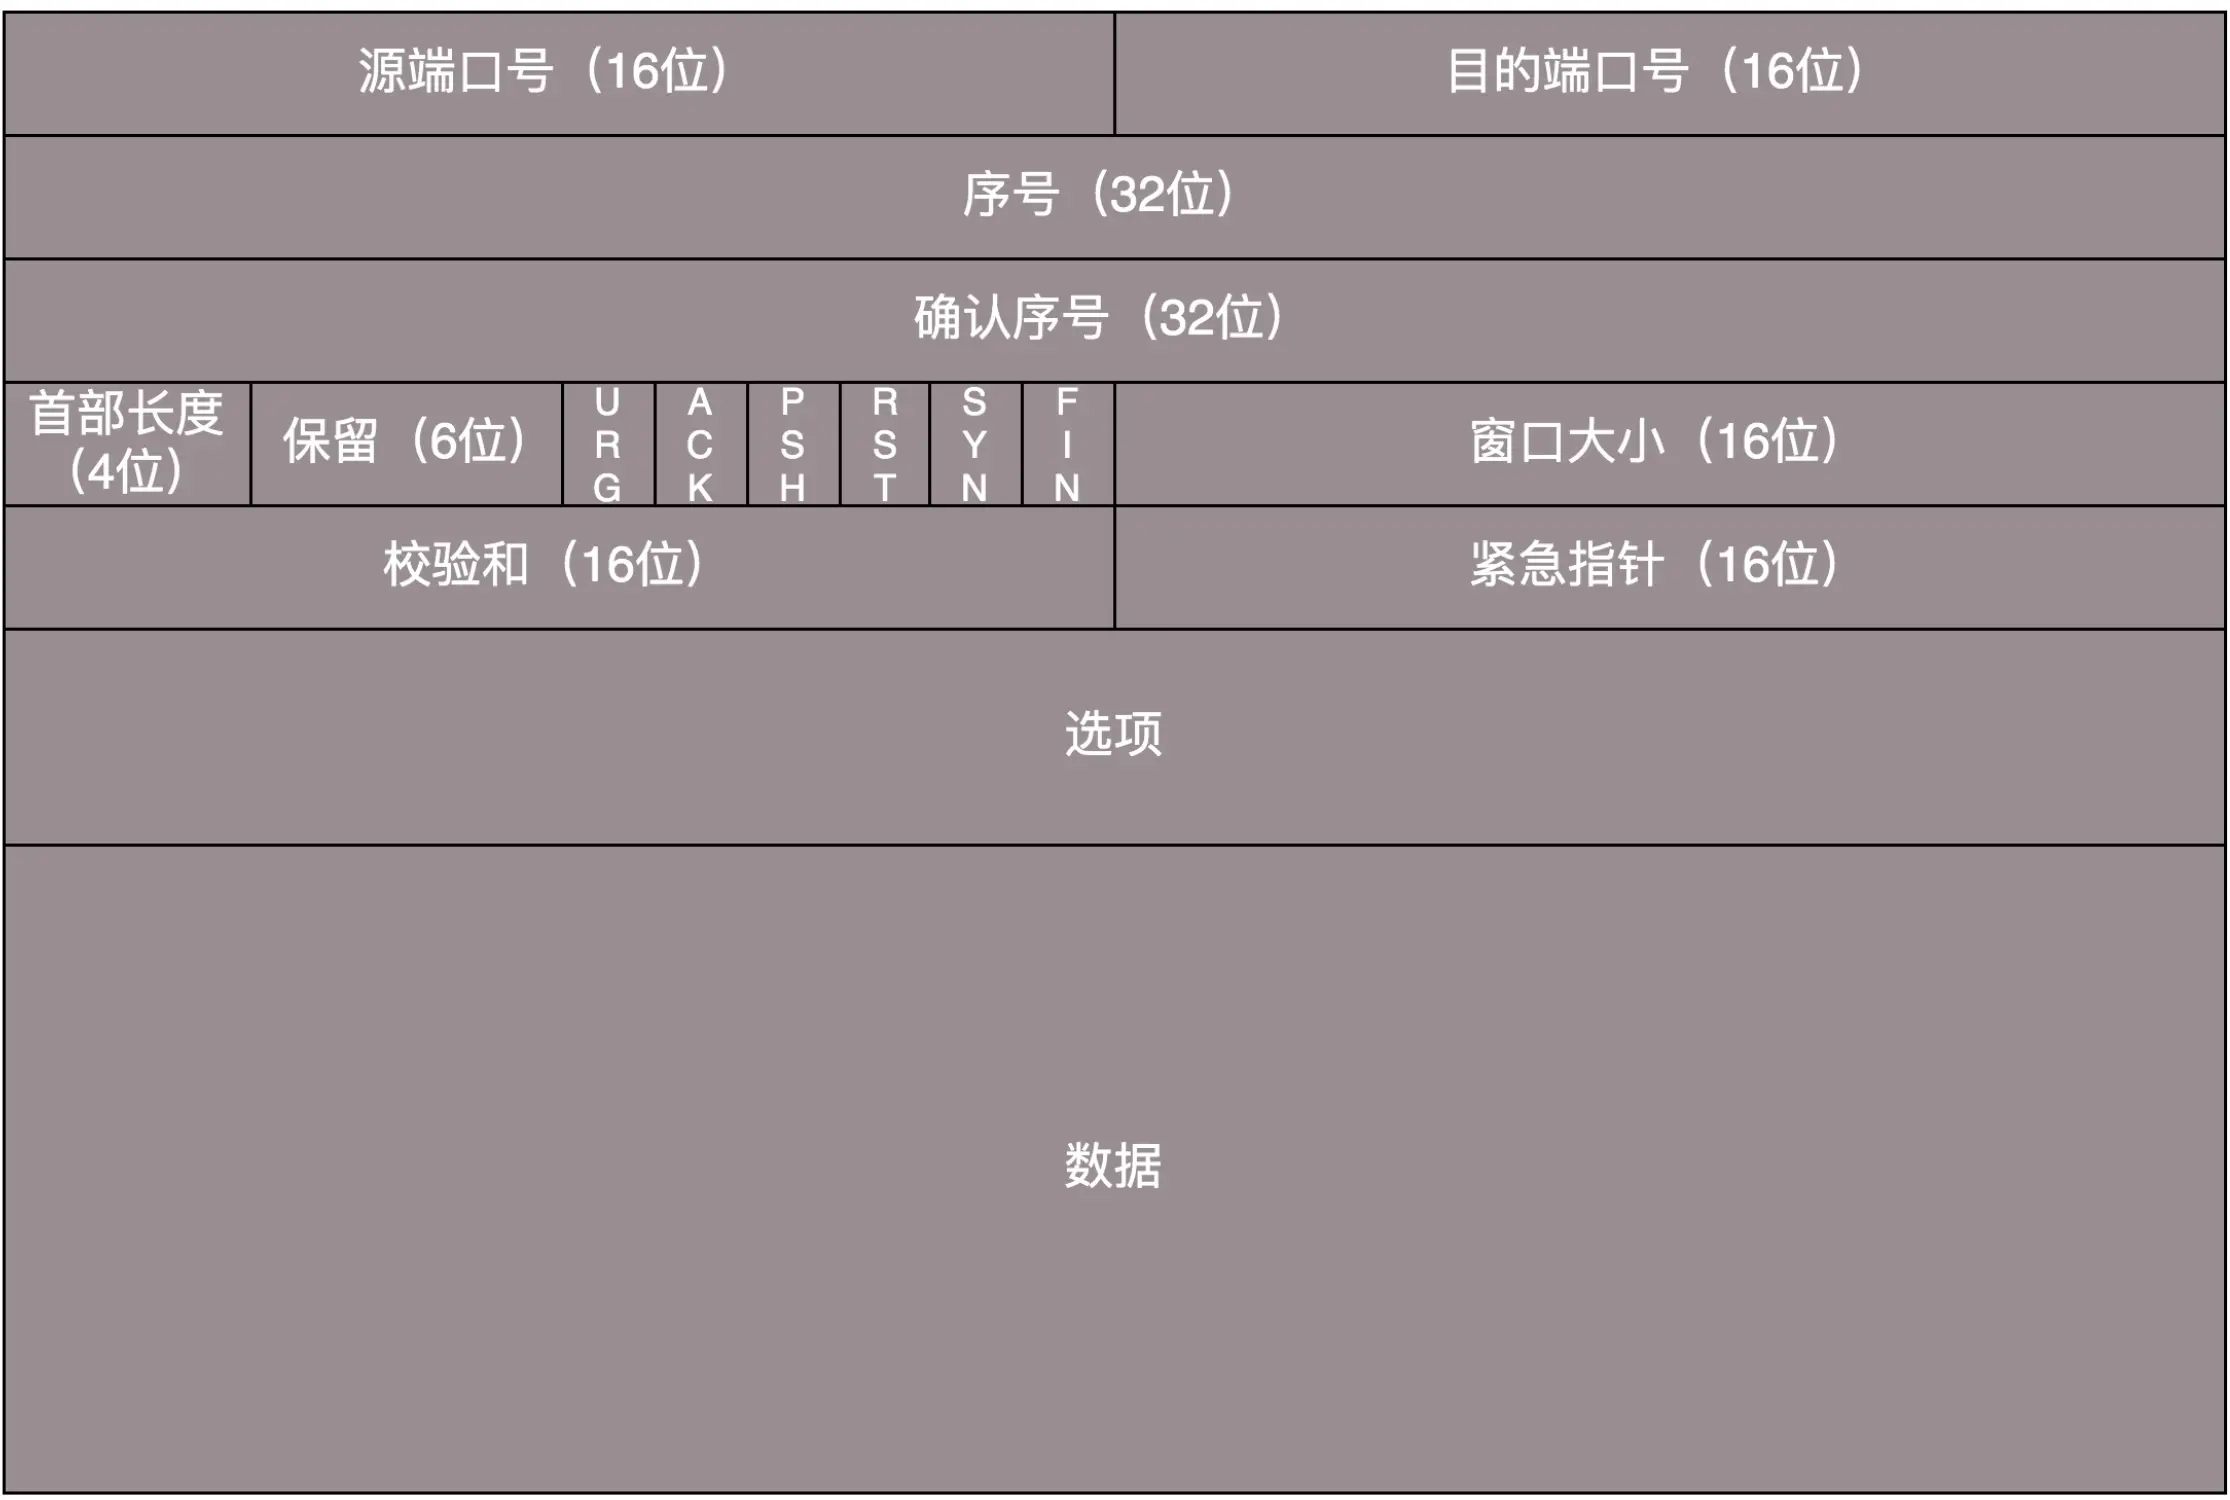 源端口号（16位）
目的端口号（16位）
序号（32位）
确认序号（32位）
首部长度
（4位）
保留（6位）
URG
ACK
PSH
RST
SYN
FIN
窗口大小（16位）
校验和（16位）
紧急指针（16位）
选项
数据